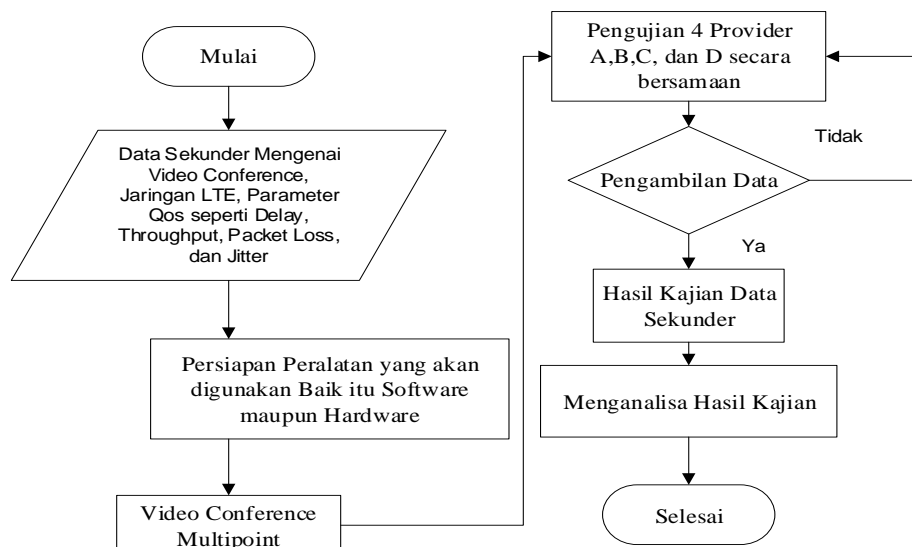 Mulai
Data Sekunder Mengenai
Video Conference,
Jaringan LTE, Parameter
Qos seperti Delay,
Throughput, Packet Loss,
dan Jitter
Persiapan Peralatan yang akan
digunakan Baik itu Software
maupun Hardware
Video Conference
Multipoint
Pengujian 4 Provider
A,B,C, dan D secara
bersamaan
Tidak
Pengambilan Data
Ya
Hasil Kajian Data
Sekunder
Menganalisa Hasil Kajian
Selesai